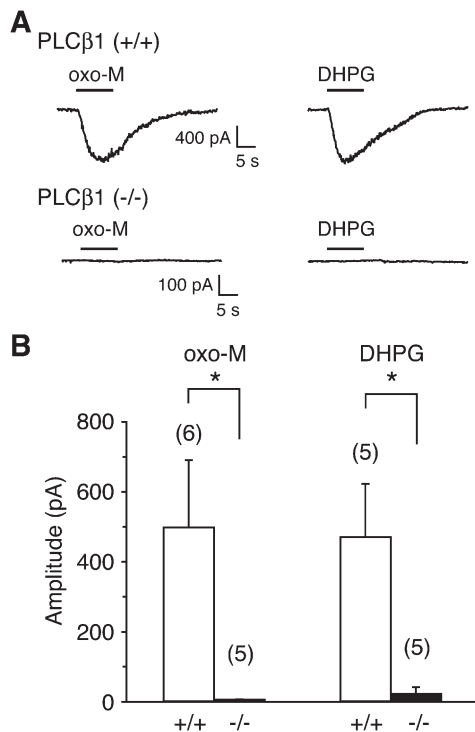 A
PLCβ1 (+/+)
oxo-M DHPG
400 pA
5 s
PLCβ1 (-/-)
oxo-M DHPG
100 pA
5 s
B
oxo-M DHPG
* *
800
(6) (5)
600
400
200
(5) (5)
0
Amplitude (pA)
+/+ -/- +/+ -/-